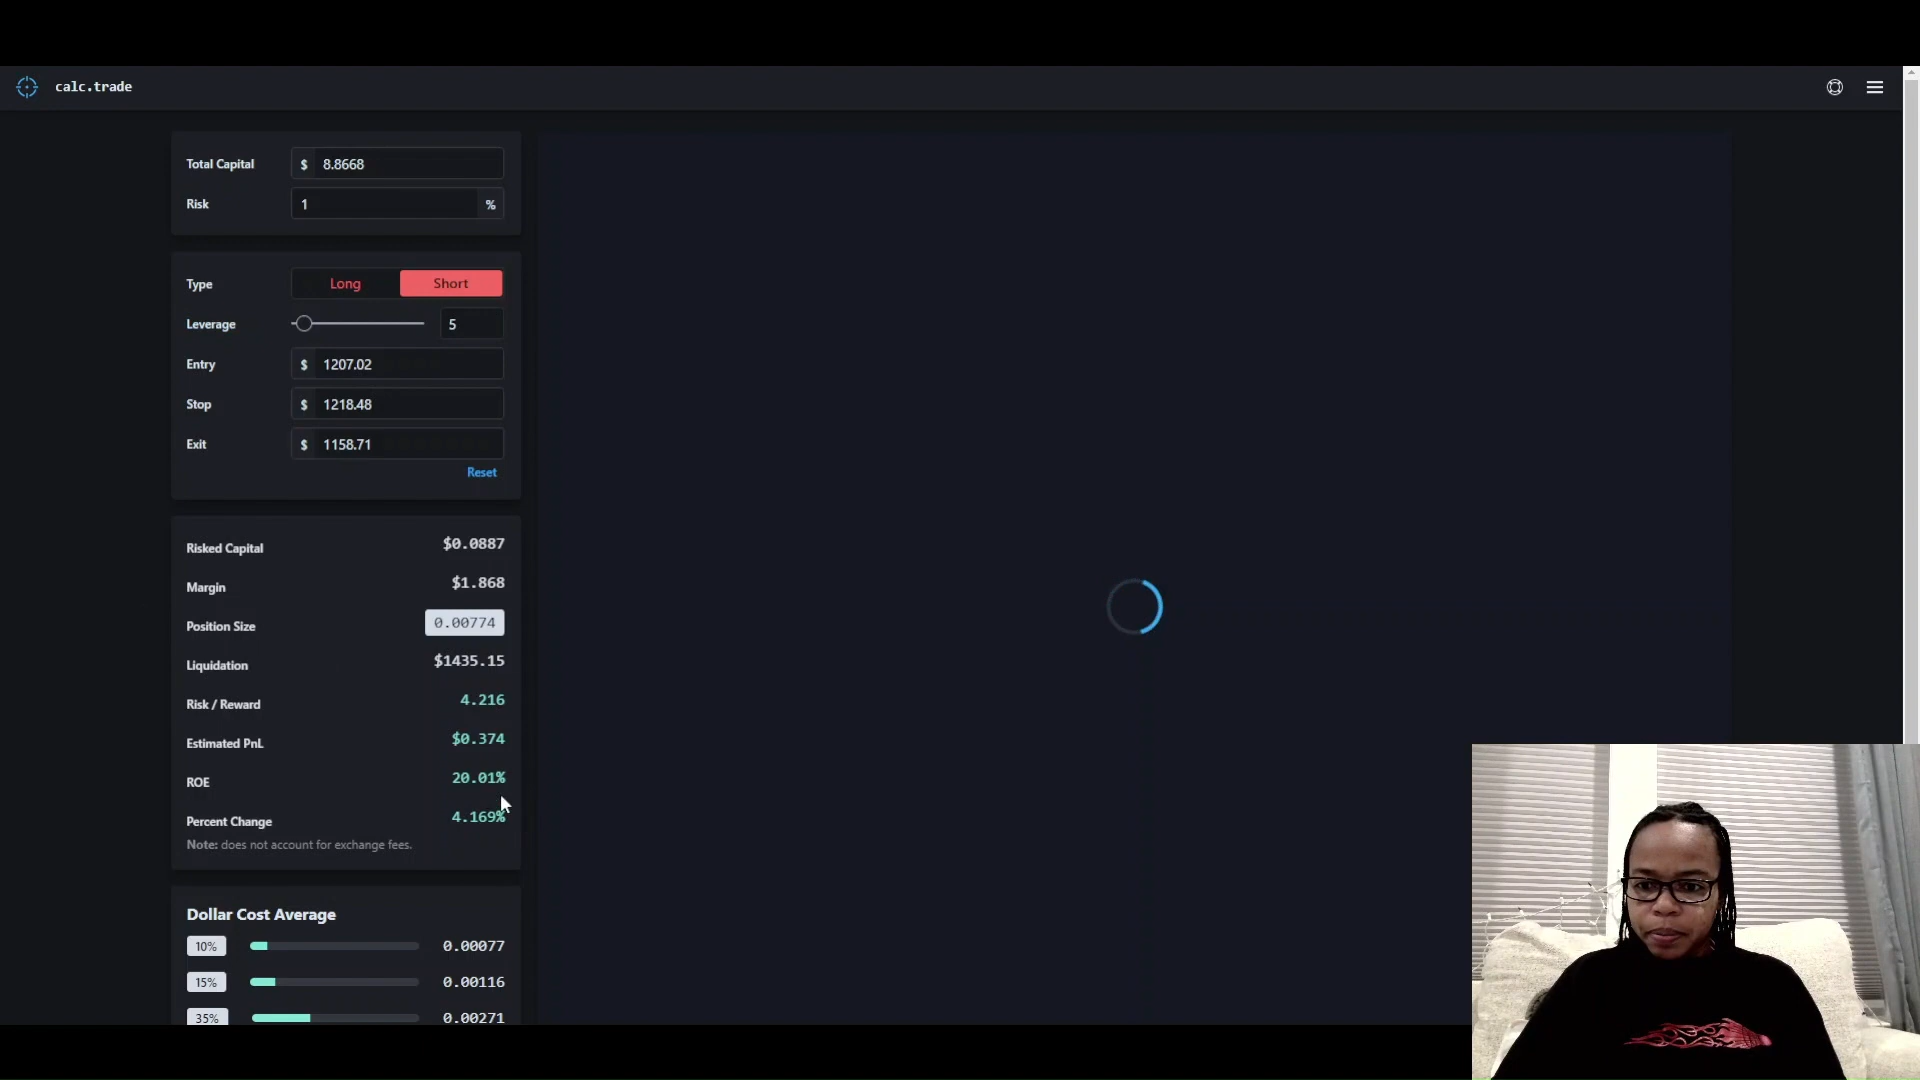 calc.trade
Total Capital $ 8.8668
Risk 1 %
Type Long Short
Leverage 5
Entry $ 1207.02
Stop $ 1218.48
Exit $ 1158.71
Reset
Risked Capital $0.0887
Margin $1.868
Position Size 0.00774
Liquidation $1435.15
Risk / Reward 4.216
Estimated PnL $0.374
ROE 20.01%
Percent Change 4.169%
Note: does not account for exchange fees.
Dollar Cost Average
10% 0.00077
15% 0.00116
35% 0.00271